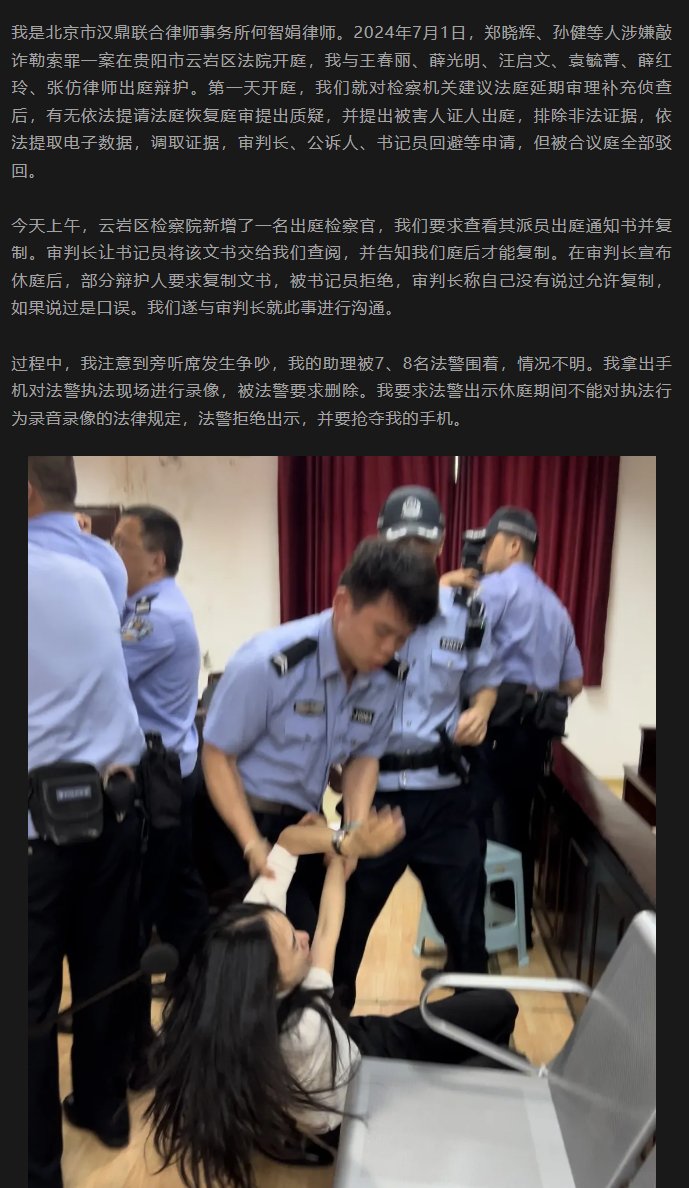 我是北京市汉鼎联合律师事务所何智娟律师。2024年7月1日，郑晓辉、孙健等人涉嫌敲
诈勒索罪一案在贵阳市云岩区法院开庭，我与王春丽、薛光明、汪启文、袁毓菁、薛红
玲、张仿律师出庭辩护。第一天开庭，我们就对检察机关建议法庭延期审理补充侦查
后，有无依法提请法庭恢复庭审提出质疑，并提出被害人证人出庭，排除非法证据，依
法提取电子数据，调取证据，审判长、公诉人、书记员回避等申请，但被合议庭全部驳
回。
今天上午，云岩区检察院新增了一名出庭检察官，我们要求查看其派员出庭通知书并复
制。审判长让书记员将该文书交给我们查阅，并告知我们庭后才能复制。在审判长宣布
休庭后，部分辩护人要求复制文书，被书记员拒绝，审判长称自己没有说过允许复制，
如果说过是口误。我们遂与审判长就此事进行沟通。
过程中，我注意到旁听席发生争吵，我的助理被7、8名法警围着，情况不明。我拿出手
机对法警执法现场进行录像，被法警要求删除。我要求法警出示休庭期间不能对执法行
为录音录像的法律规定，法警拒绝出示，并要抢夺我的手机。